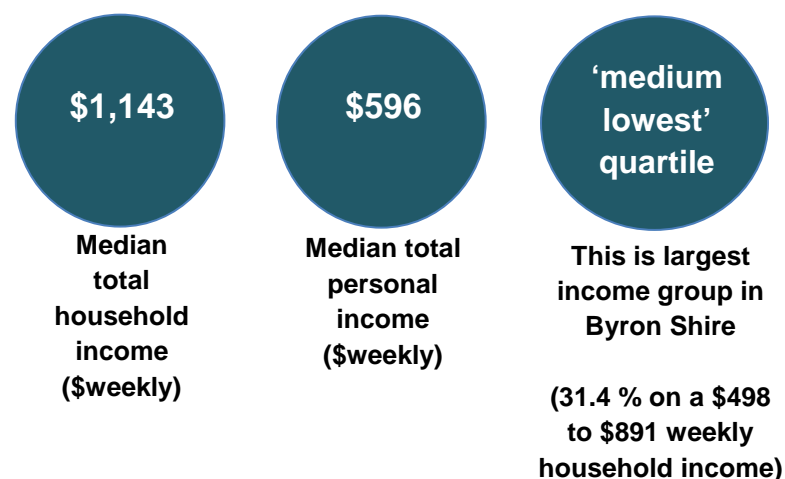 $1,143
Median
total
household
income
($weekly)
$596
Median total
personal
income
($weekly)
‘medium
lowest’
quartile
This is largest
income group in
Byron Shire
(31.4 % on a $498
to $891 weekly
household income)